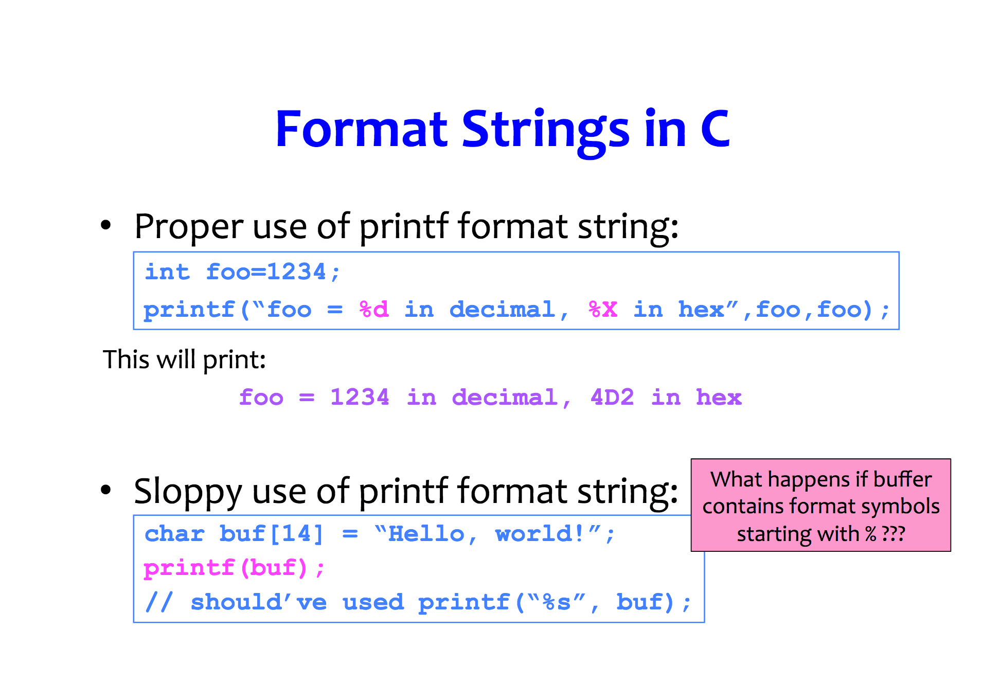 Format Strings in C
• Proper use of printf format string:
int foo=1234;
printf(“foo = %d in decimal, %X in hex”,foo,foo);
This will print:
foo = 1234 in decimal, 4D2 in hex
• Sloppy use of printf format string:
What happens if buffer
contains format symbols
starting with % ???
char buf[14] = “Hello, world!”;
printf(buf);
// should’ve used printf(“%s”, buf);